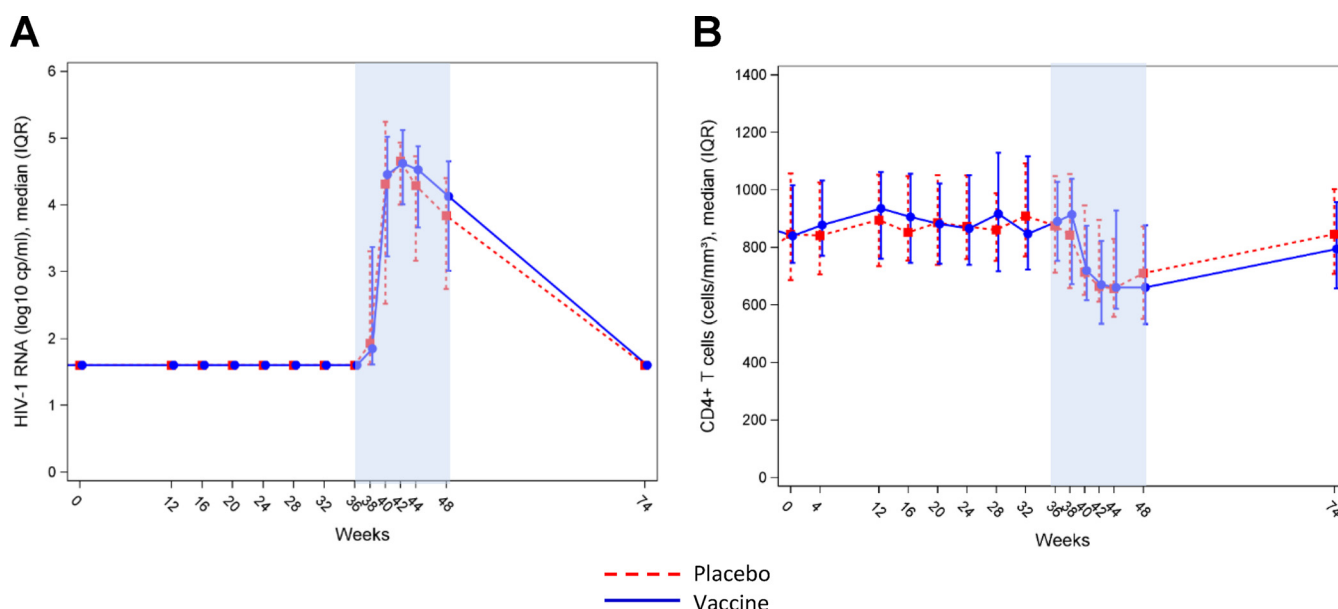 A
HIV-1 RNA (log10 cp/ml), median (IQR)
6
5
4
3
2
1
0
0 12 16 20 24 28 32 36 38 40 42 44 48 74
Weeks
B
CD4+ T cells (cells/mm³), median (IQR)
1400
1200
1000
800
600
400
200
0
0 4 12 16 20 24 28 32 36 38 40 42 44 48 74
Weeks
Placebo
Vaccine